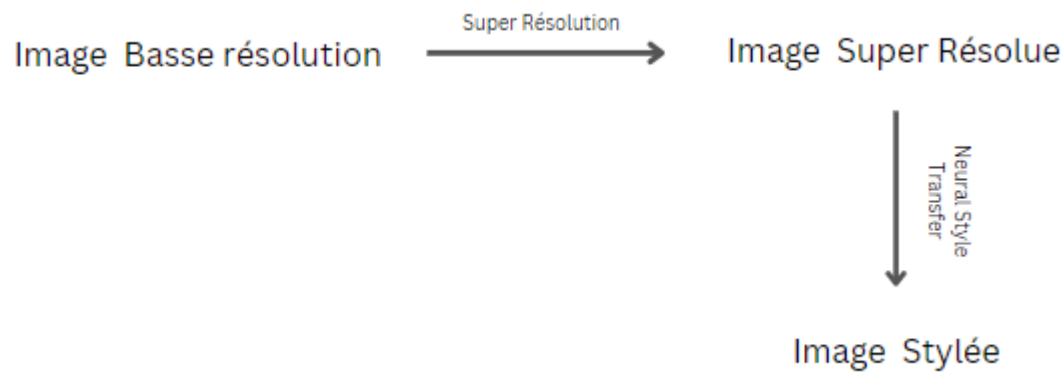 Super Résolution
Image Basse résolution
Image Super Résolue
Neural Style
Transfer
Image Stylée